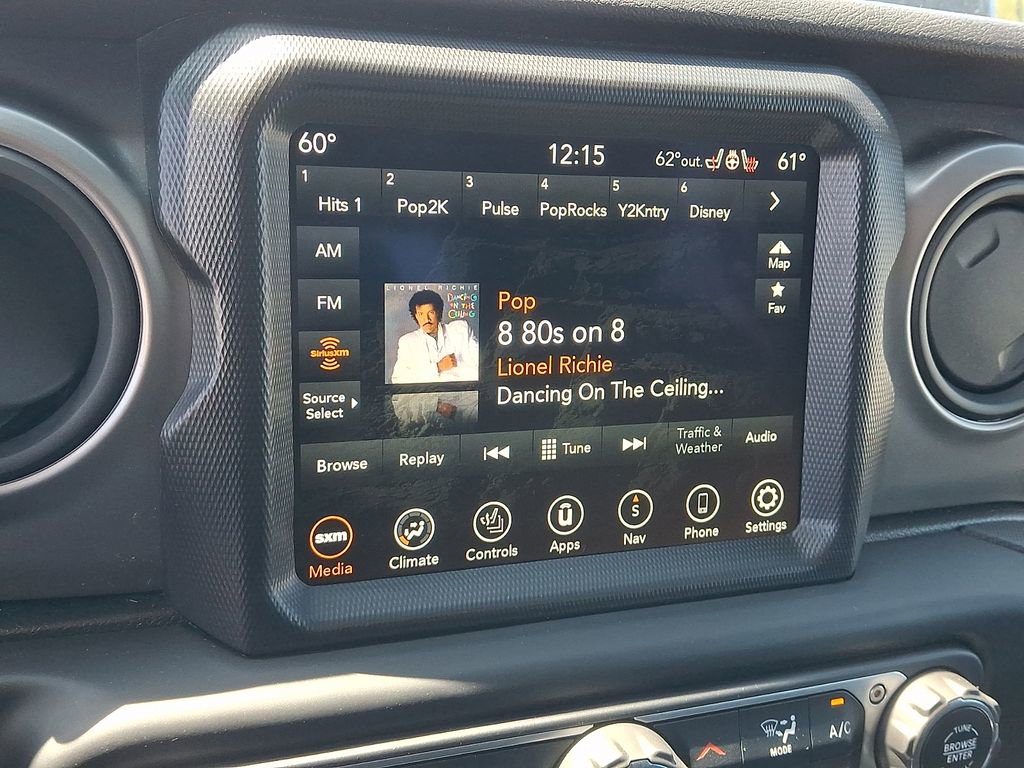 60°
12:15
62°out.
61°
1 Hits 1
2 Pop2K
3 Pulse
4 PopRocks
5 Y2Kntry
6 Disney
AM
FM
SiriusXM
Source
Select
Map
Fav
LIONEL RICHIE
DANCING
ON THE
CEILING
Pop
8 80s on 8
Lionel Richie
Dancing On The Ceiling...
Browse
Replay
Tune
Traffic &
Weather
Audio
sxm
Media
Climate
Controls
Apps
S
Nav
Phone
Settings
MODE
A/C
TUNE
BROWSE
ENTER